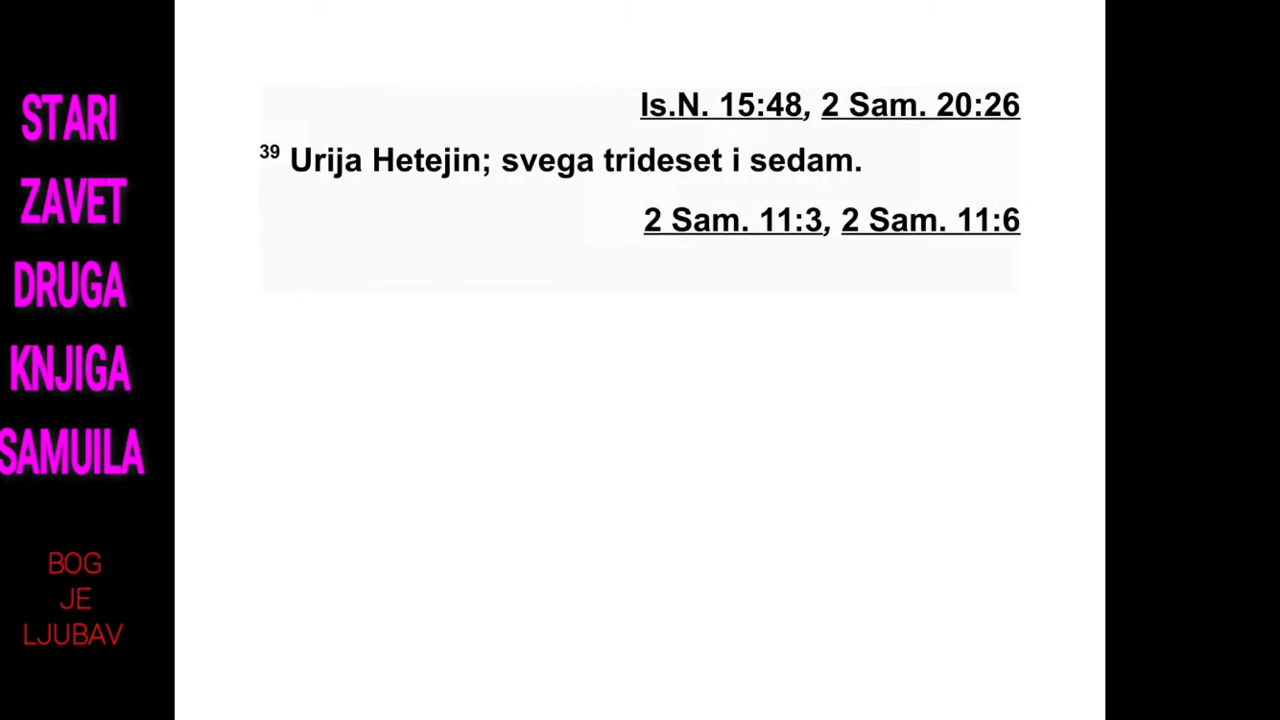 STARI
ZAVET
DRUGA
KNJIGA
SAMUILA
BOG
JE
LJUBAV
Is.N. 15:48, 2 Sam. 20:26
39 Urija Hetejin; svega trideset i sedam.
2 Sam. 11:3, 2 Sam. 11:6